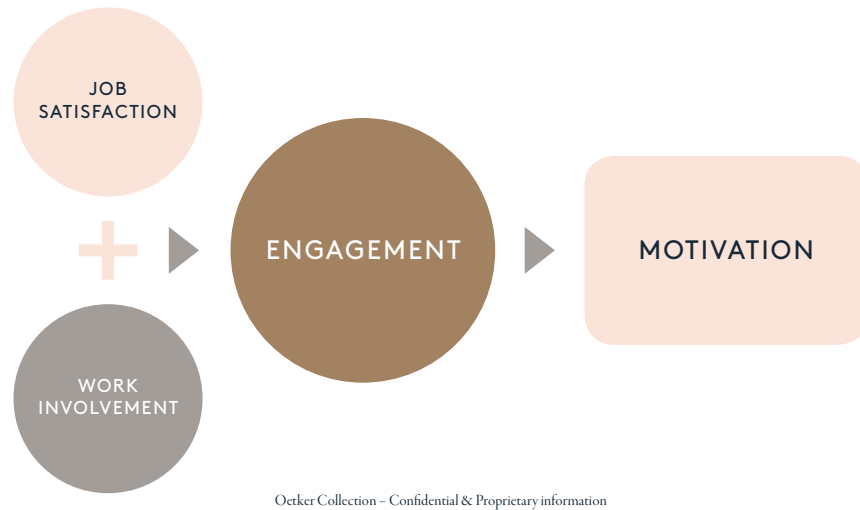 JOB
SATISFACTION
WORK
INVOLVEMENT
ENGAGEMENT
MOTIVATION
Oetker Collection – Confidential & Proprietary information